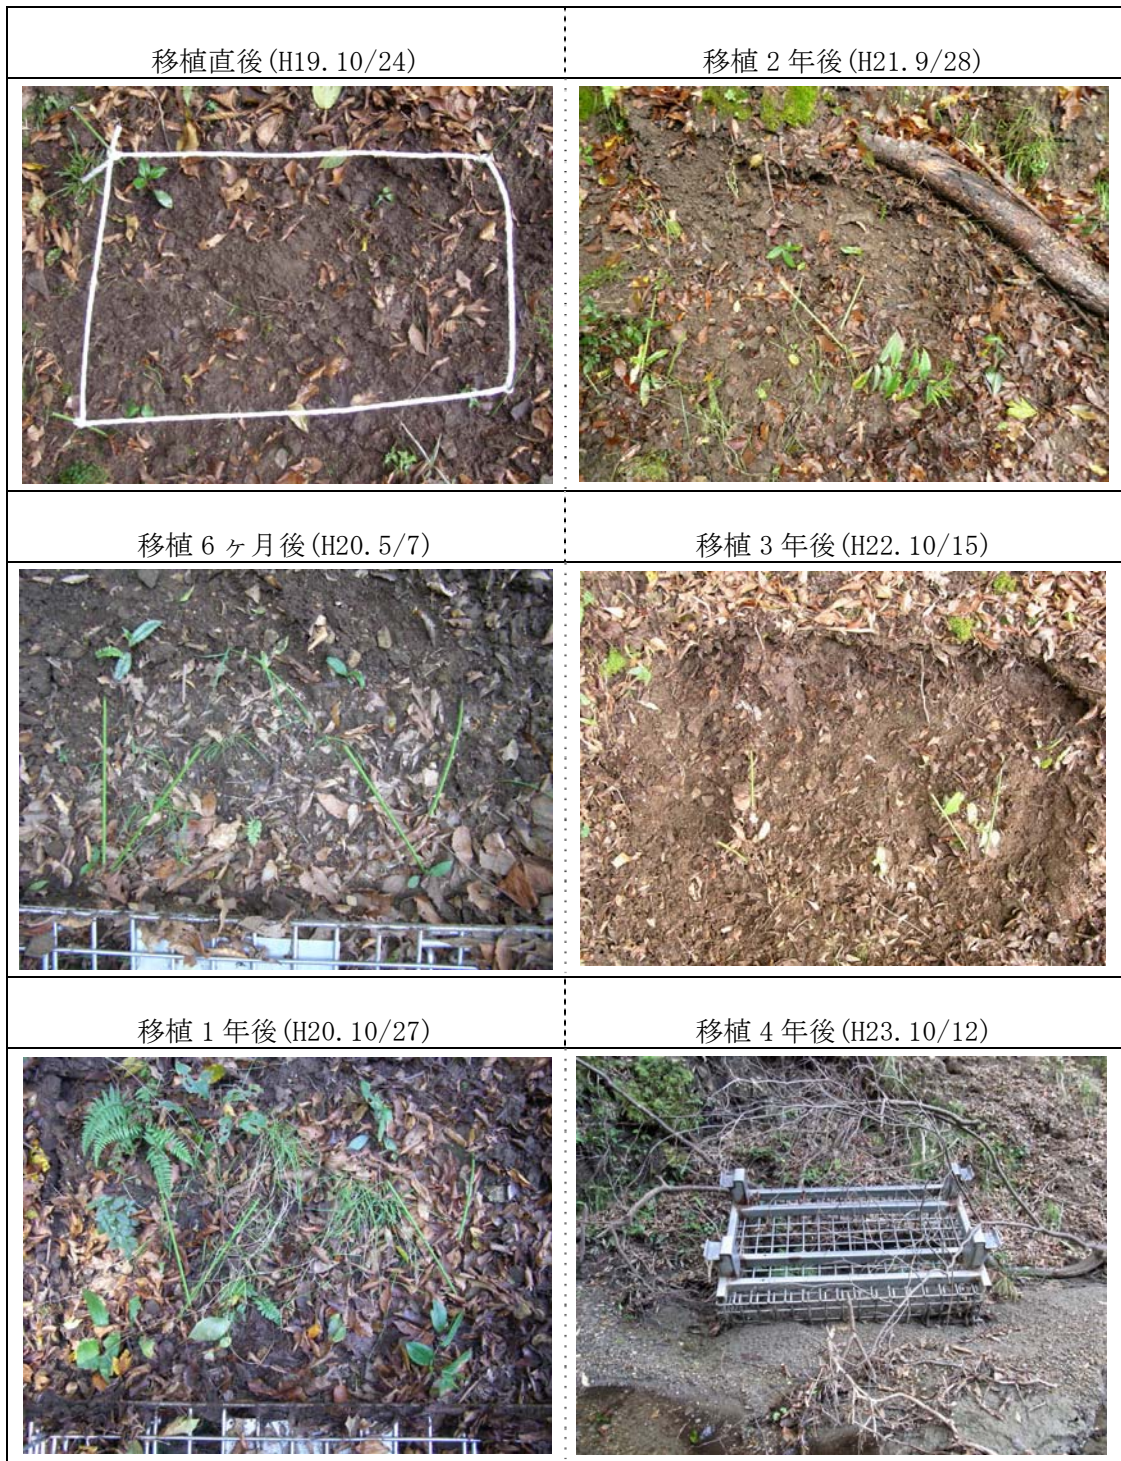 移植直後(H19.10/24)
移植 2 年後(H21.9/28)
移植 6 ヶ月後(H20.5/7)
移植 3 年後(H22.10/15)
移植 1 年後(H20.10/27)
移植 4 年後(H23.10/12)